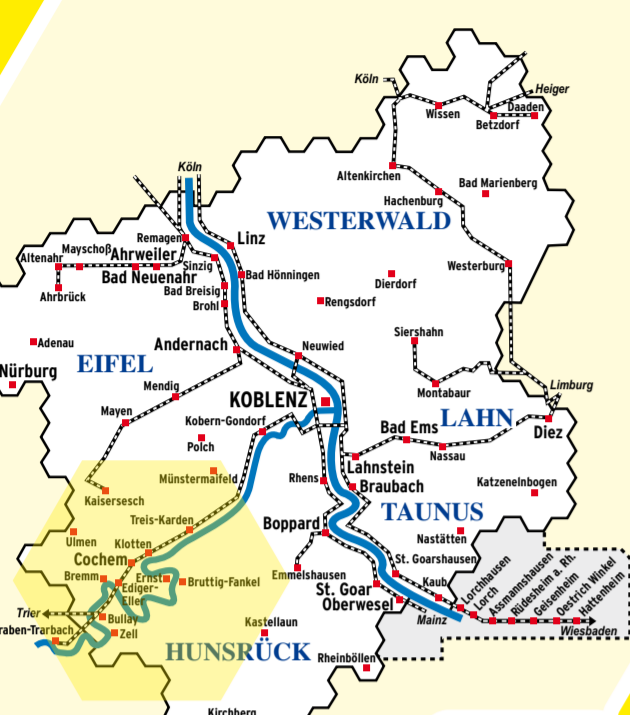 Köln
Heiger
Wissen
Daaden
Betzdorf
Altenkirchen
Köln
Bad Marienberg
Hachenburg
WESTERWALD
Remagen
Linz
Mayschoß
Altenahr
Ahrweiler
Sinzig
Westerburg
Bad Neuenahr
Bad Hönningen
Dierdorf
Ahrbrück
Bad Breisig
Rengsdorf
Brohl
Siershahn
Adenau
Andernach
Neuwied
EIFEL
Nürburg
Mendig
Limburg
Montabaur
KOBLENZ
Mayen
LAHN
Kobern-Gondorf
Bad Ems
Diez
Polch
Nassau
Lahnstein
Münstermaifeld
Rhens
Braubach
Katzenelnbogen
Kaisersesch
TAUNUS
Treis-Karden
Boppard
Nastätten
Ulmen
Klotten
Cochem
St. Goarshausen
Bremm
Ernst
Bruttig-Fankel
Emmelshausen
Kaub
Lorchhausen
Lorch
Assmannshausen
Rüdesheim a. Rh.
Geisenheim
Oestrich Winkel
Hattenheim
Ediger-
Eller
St. Goar
Oberwesel
Trier
Bullay
Kastellaun
Mainz
Wiesbaden
raben-Trarbach
Zell
HUNSRÜCK
Rheinböllen
Kirchberg